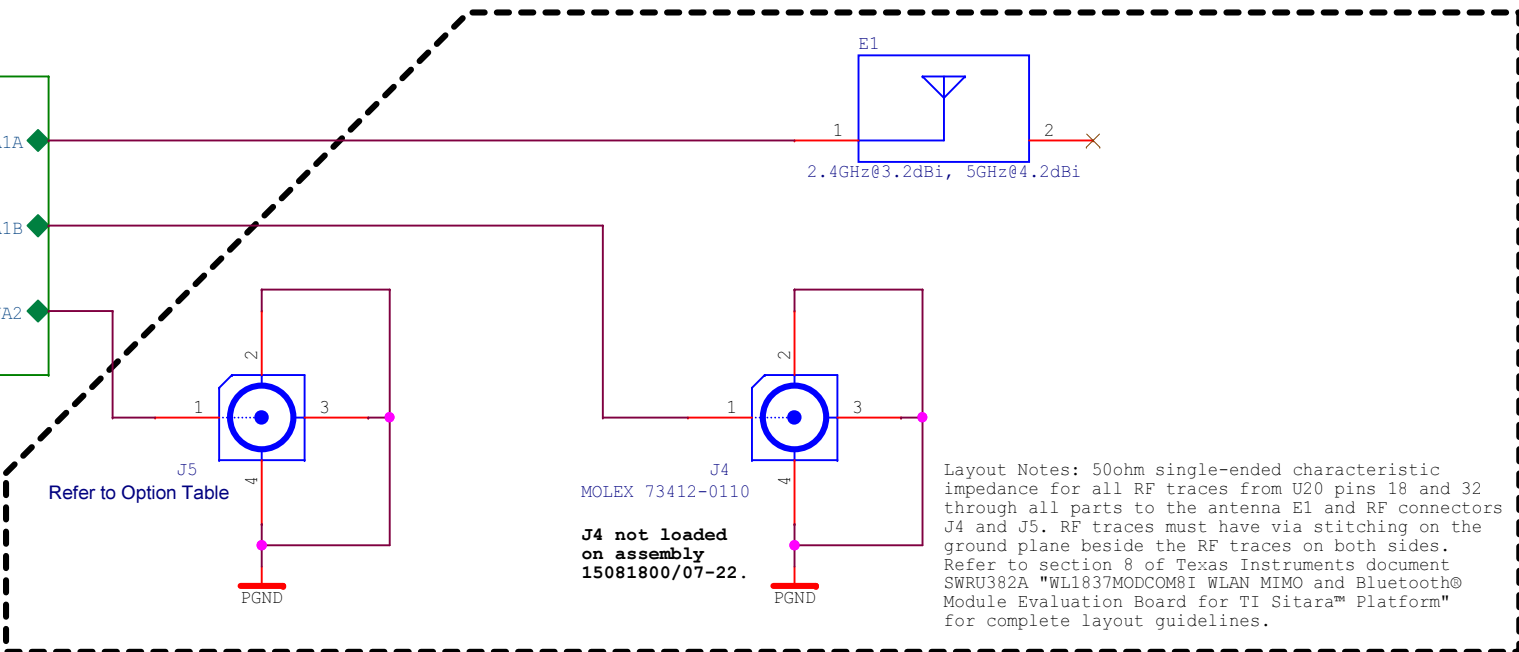 E1
1A
1
2
2.4GHz@3.2dBi, 5GHz@4.2dBi
1B
A2
2
1
3
4
J5
Refer to Option Table
PGND
2
1
3
4
J4
MOLEX 73412-0110
J4 not loaded
on assembly
15081800/07-22.
PGND
Layout Notes: 50ohm single-ended characteristic
impedance for all RF traces from U20 pins 18 and 32
through all parts to the antenna E1 and RF connectors
J4 and J5. RF traces must have via stitching on the
ground plane beside the RF traces on both sides.
Refer to section 8 of Texas Instruments document
SWRU382A "WL1837MODCOM8I WLAN MIMO and Bluetooth®
Module Evaluation Board for TI Sitara™ Platform"
for complete layout guidelines.